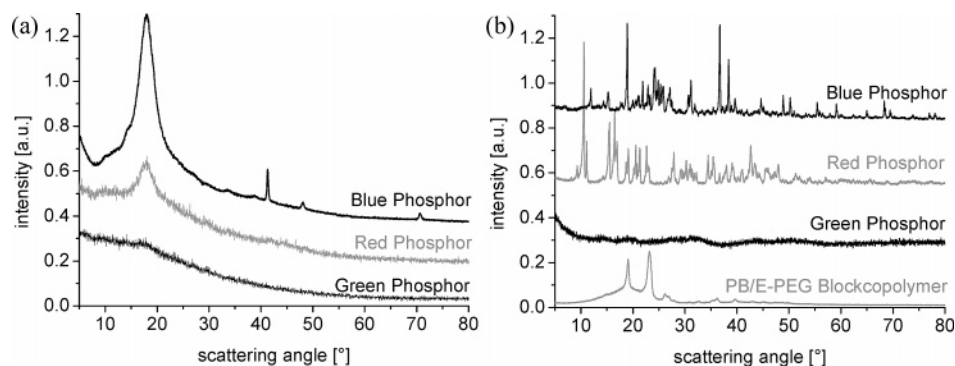 (a)
intensity [a.u.]
1.2
1.0
0.8
0.6
0.4
0.2
0.0
Blue Phosphor
Red Phosphor
Green Phosphor
10 20 30 40 50 60 70 80
scattering angle [°]
(b)
intensity [a.u.]
1.2
1.0
0.8
0.6
0.4
0.2
0.0
Blue Phosphor
Red Phosphor
Green Phosphor
PB/E-PEG Blockcopolymer
10 20 30 40 50 60 70 80
scattering angle [°]